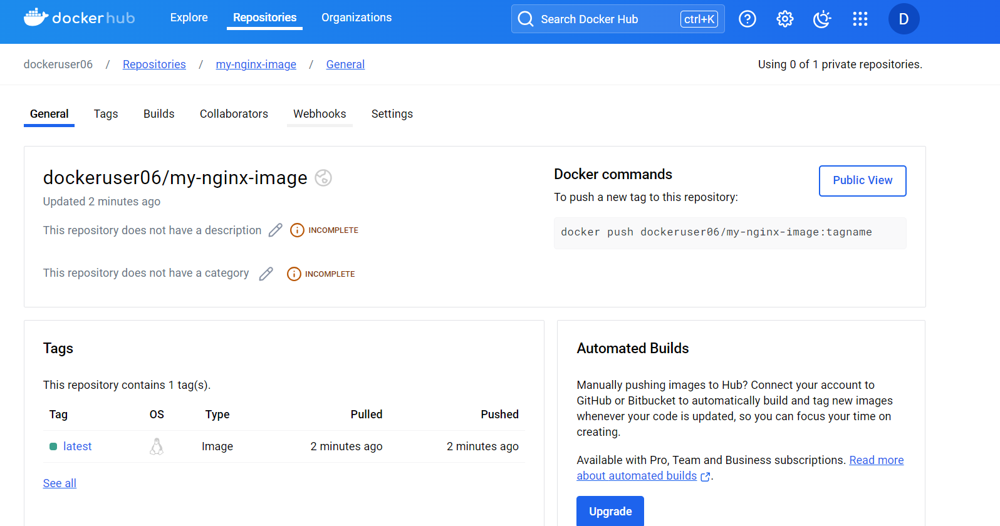 dockerhub
Explore
Repositories
Organizations
Search Docker Hub
ctrl+K
D
dockeruser06 / Repositories / my-nginx-image / General
Using 0 of 1 private repositories.
General
Tags
Builds
Collaborators
Webhooks
Settings
dockeruser06/my-nginx-image
Updated 2 minutes ago
This repository does not have a description
INCOMPLETE
This repository does not have a category
INCOMPLETE
Docker commands
Public View
To push a new tag to this repository:
docker push dockeruser06/my-nginx-image:tagname
Tags
This repository contains 1 tag(s).
Tag OS Type Pulled Pushed
latest Image 2 minutes ago 2 minutes ago
See all
Automated Builds
Manually pushing images to Hub? Connect your account to
GitHub or Bitbucket to automatically build and tag new images
whenever your code is updated, so you can focus your time on
creating.
Available with Pro, Team and Business subscriptions. Read more
about automated builds.
Upgrade